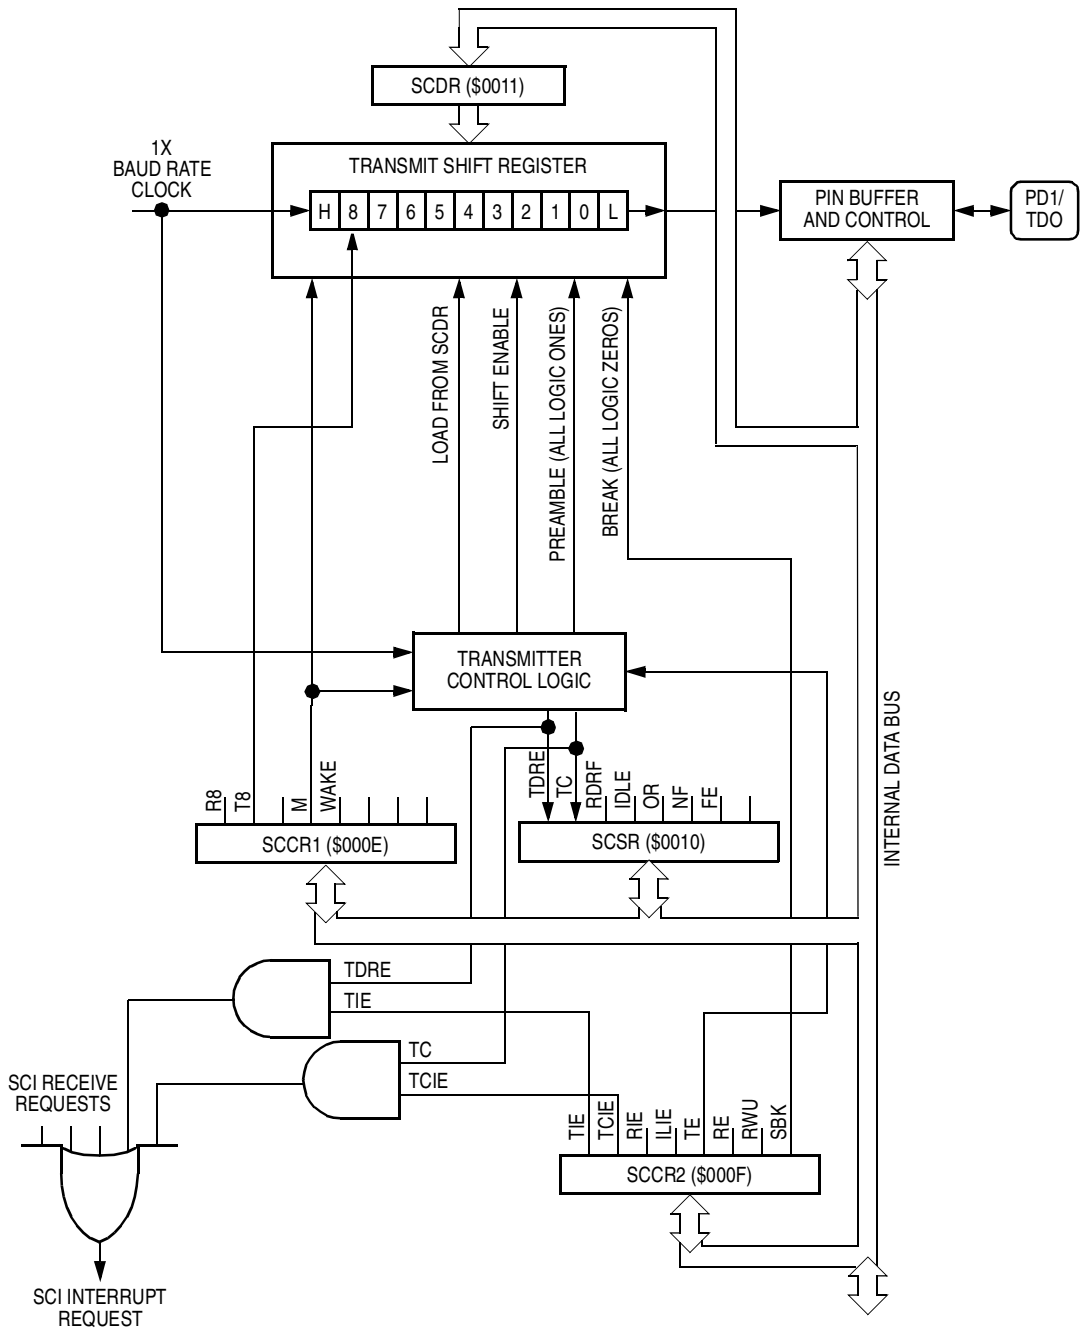 SCDR ($0011)
1X
BAUD RATE
CLOCK
TRANSMIT SHIFT REGISTER
H 8 7 6 5 4 3 2 1 0 L
PIN BUFFER
AND CONTROL
PD1/
TDO
LOAD FROM SCDR
SHIFT ENABLE
PREAMBLE (ALL LOGIC ONES)
BREAK (ALL LOGIC ZEROS)
TRANSMITTER
CONTROL LOGIC
INTERNAL DATA BUS
R8
T8
M
WAKE
SCCR1 ($000E)
TDRE
TC
RDRF
IDLE
OR
NF
FE
SCSR ($0010)
TDRE
TIE
TC
TCIE
SCI RECEIVE
REQUESTS
TIE
TCIE
RIE
ILIE
TE
RE
RWU
SBK
SCCR2 ($000F)
SCI INTERRUPT
REQUEST